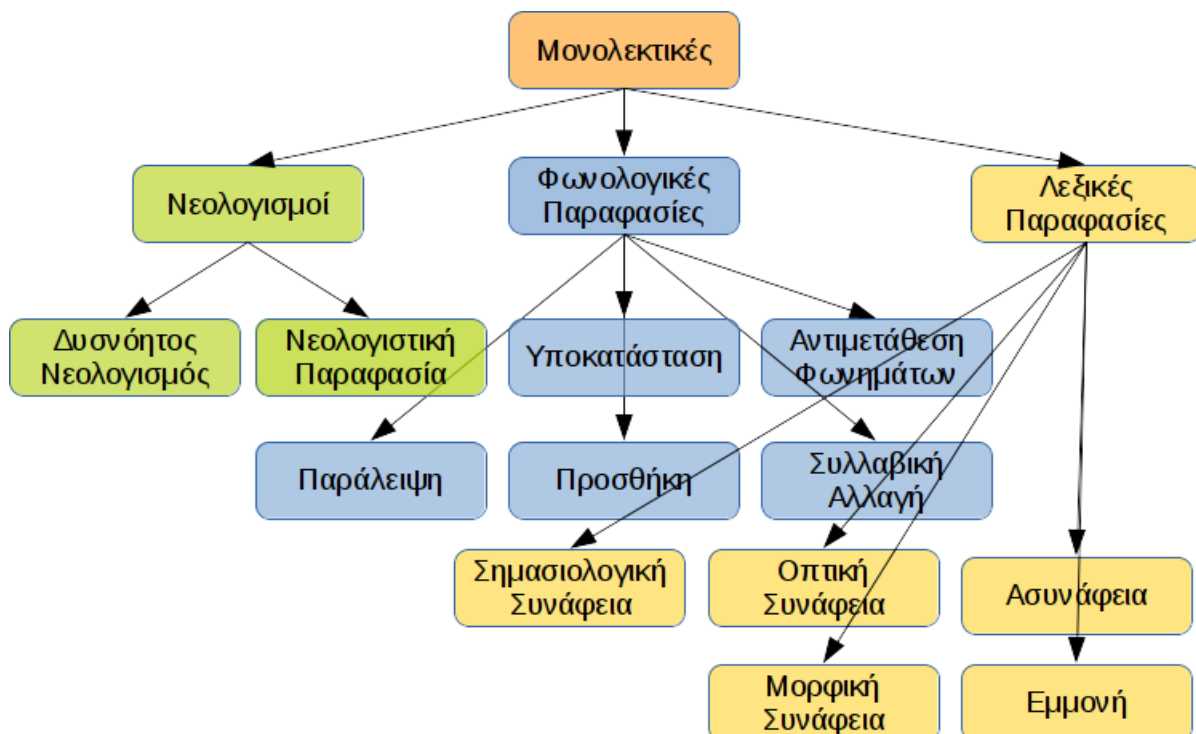 Μονολεκτικές
Νεολογισμοί
Φωνολογικές
Παραφασίες
Λεξικές
Παραφασίες
Δυσνόητος
Νεολογισμός
Νεολογιστική
Παραφασία
Υποκατάσταση
Αντιμετάθεση
Φωνημάτων
Παράλειψη
Προσθήκη
Συλλαβική
Αλλαγή
Σημασιολογική
Συνάφεια
Οπτική
Συνάφεια
Ασυνάφεια
Μορφική
Συνάφεια
Εμμονή